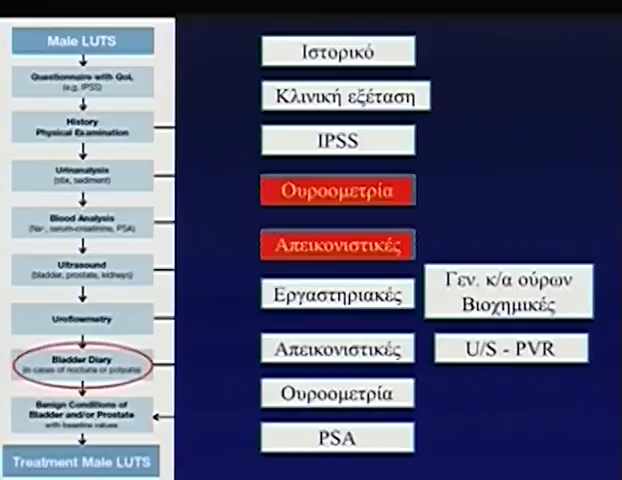 Male LUTS
Questionnaire with QoL
(e.g. IPSS)
History
Physical Examination
Urinanalysis
(stix, sediment)
Blood Analysis
(Na⁺, serum-creatinine, PSA)
Ultrasound
(bladder, prostate, kidneys)
Uroflowmetry
Bladder Diary
(in cases of nocturia or polyuria)
Benign Conditions of
Bladder and/or Prostate
with baseline values
Treatment Male LUTS
Ιστορικό
Κλινική εξέταση
IPSS
Ουροομετρία
Απεικονιστικές
Εργαστηριακές
Γεν. κ/α ούρων
Βιοχημικές
Απεικονιστικές
U/S - PVR
Ουροομετρία
PSA